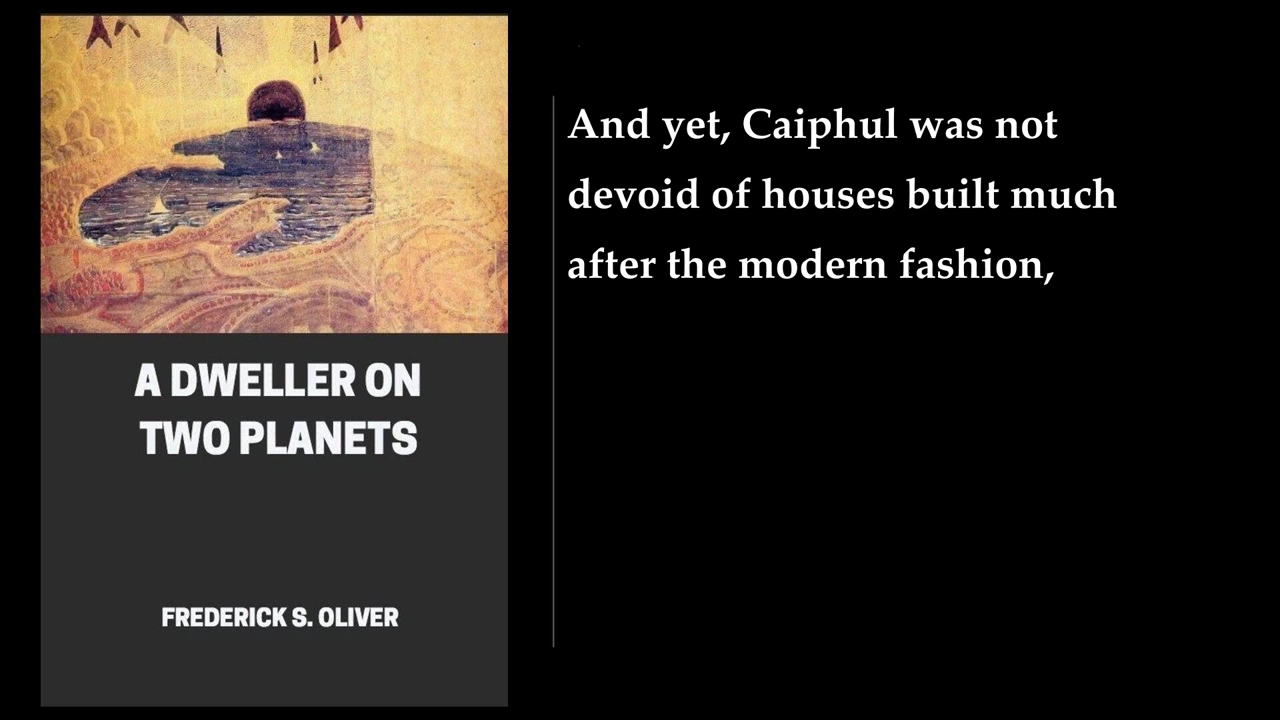 A DWELLER ON
TWO PLANETS
FREDERICK S. OLIVER
And yet, Caiphul was not
devoid of houses built much
after the modern fashion,